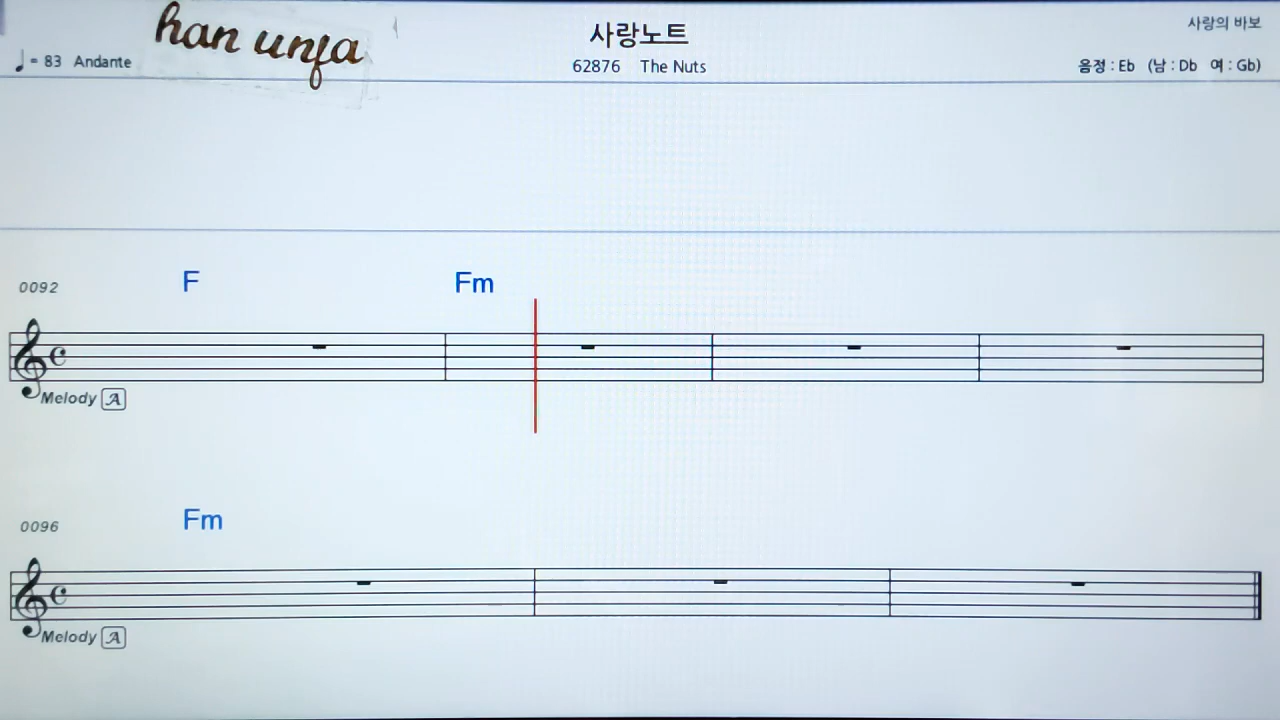 han unfa
사랑노트
사랑의 바보
♩= 83 Andante
62876 The Nuts
음정 : Eb (남 : Db 여 : Gb)
0092 F Fm
Melody A
0096 Fm
Melody A